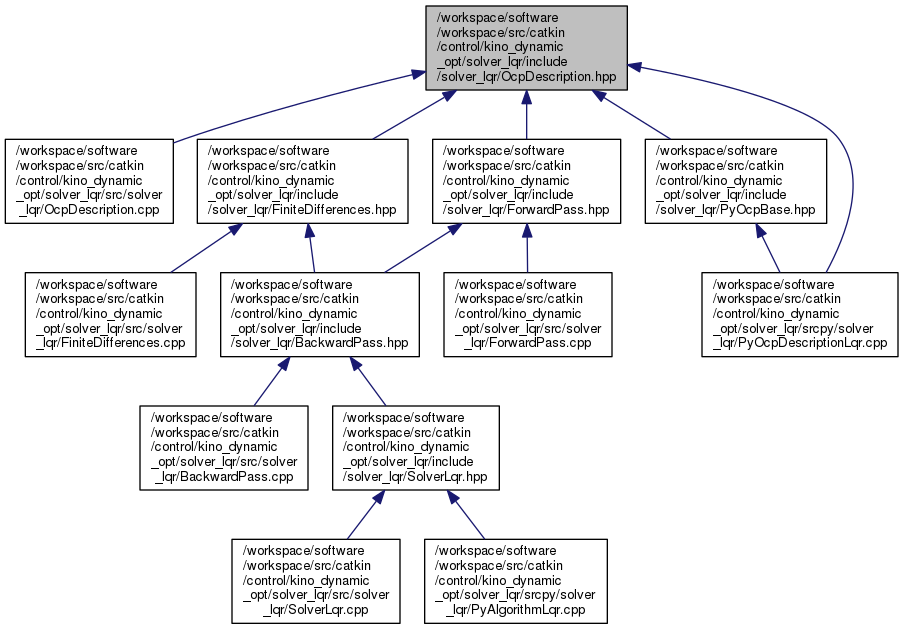 /workspace/software
/workspace/src/catkin
/control/kino_dynamic
_opt/solver_lqr/include
/solver_lqr/OcpDescription.hpp
/workspace/software
/workspace/src/catkin
/control/kino_dynamic
_opt/solver_lqr/src/solver
_lqr/OcpDescription.cpp
/workspace/software
/workspace/src/catkin
/control/kino_dynamic
_opt/solver_lqr/include
/solver_lqr/FiniteDifferences.hpp
/workspace/software
/workspace/src/catkin
/control/kino_dynamic
_opt/solver_lqr/include
/solver_lqr/ForwardPass.hpp
/workspace/software
/workspace/src/catkin
/control/kino_dynamic
_opt/solver_lqr/include
/solver_lqr/PyOcpBase.hpp
/workspace/software
/workspace/src/catkin
/control/kino_dynamic
_opt/solver_lqr/src/solver
_lqr/FiniteDifferences.cpp
/workspace/software
/workspace/src/catkin
/control/kino_dynamic
_opt/solver_lqr/include
/solver_lqr/BackwardPass.hpp
/workspace/software
/workspace/src/catkin
/control/kino_dynamic
_opt/solver_lqr/src/solver
_lqr/ForwardPass.cpp
/workspace/software
/workspace/src/catkin
/control/kino_dynamic
_opt/solver_lqr/srcpy/solver
_lqr/PyOcpDescriptionLqr.cpp
/workspace/software
/workspace/src/catkin
/control/kino_dynamic
_opt/solver_lqr/src/solver
_lqr/BackwardPass.cpp
/workspace/software
/workspace/src/catkin
/control/kino_dynamic
_opt/solver_lqr/include
/solver_lqr/SolverLqr.hpp
/workspace/software
/workspace/src/catkin
/control/kino_dynamic
_opt/solver_lqr/src/solver
_lqr/SolverLqr.cpp
/workspace/software
/workspace/src/catkin
/control/kino_dynamic
_opt/solver_lqr/srcpy/solver
_lqr/PyAlgorithmLqr.cpp